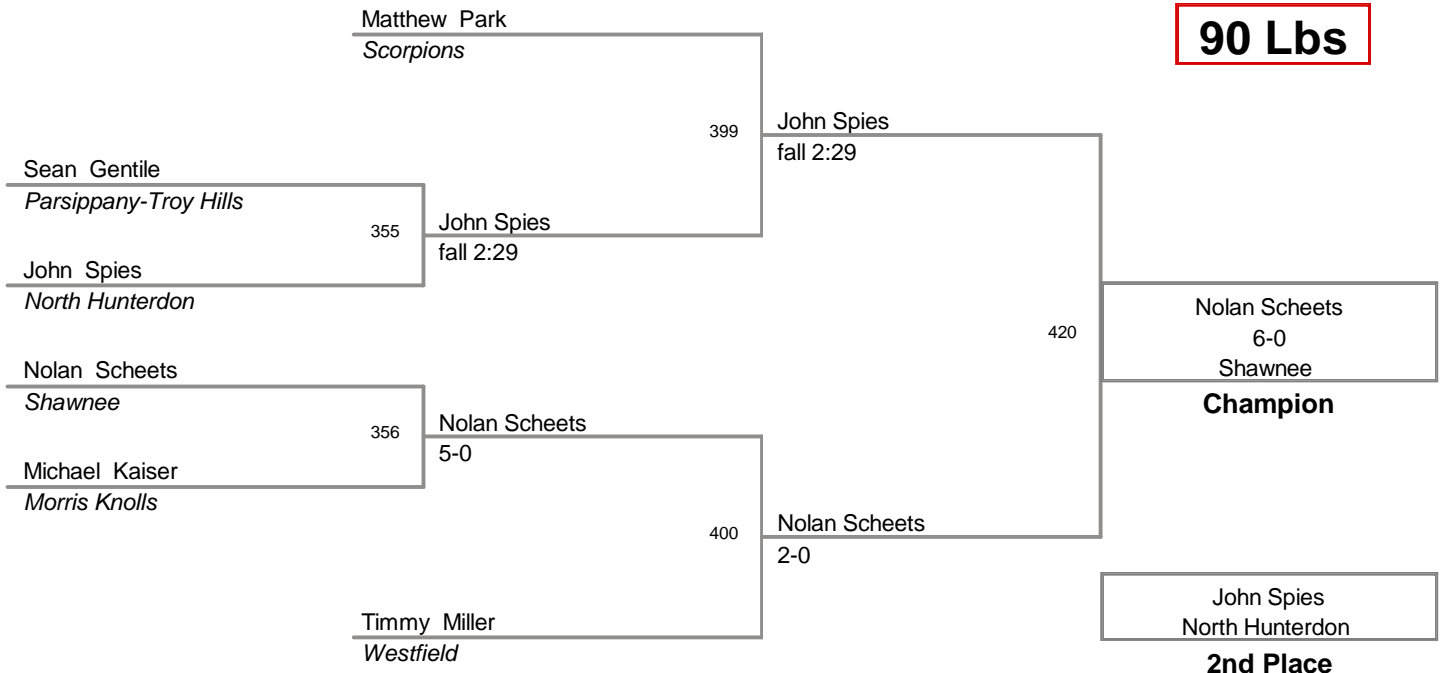 Matthew Park
Scorpions
90 Lbs
399
John Spies
fall 2:29
Sean Gentile
Parsippany-Troy Hills
355
John Spies
fall 2:29
John Spies
North Hunterdon
420
Nolan Scheets
6-0
Shawnee
Champion
Nolan Scheets
Shawnee
356
Nolan Scheets
5-0
Michael Kaiser
Morris Knolls
400
Nolan Scheets
2-0
Timmy Miller
Westfield
John Spies
North Hunterdon
2nd Place